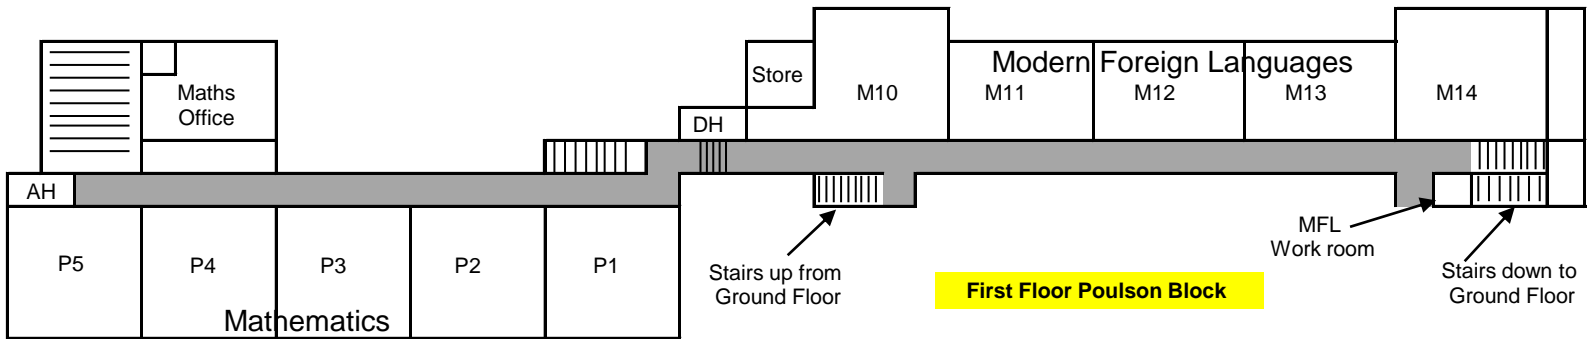 Modern Foreign Languages
Store
M10
M11
M12
M13
M14
Maths
Office
DH
AH
P5
P4
P3
P2
P1
Mathematics
Stairs up from
Ground Floor
First Floor Poulson Block
MFL
Work room
Stairs down to
Ground Floor